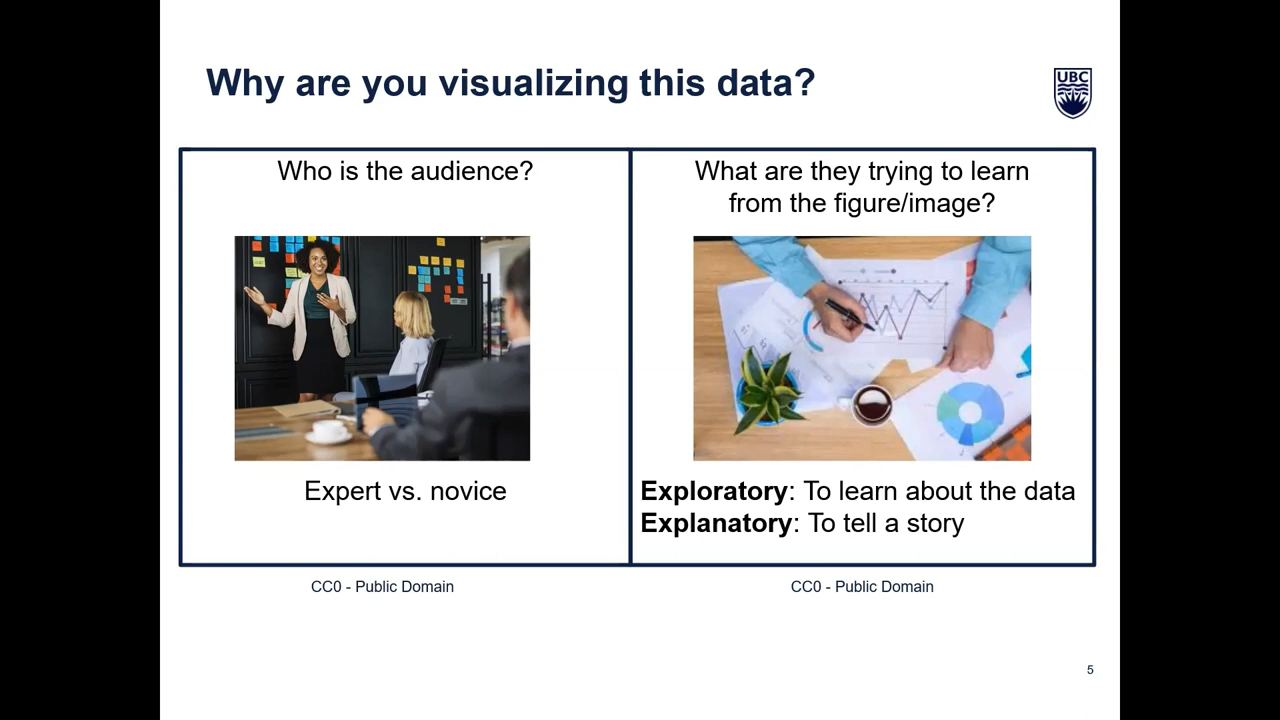 Why are you visualizing this data?
UBC
Who is the audience?
Expert vs. novice
What are they trying to learn
from the figure/image?
Exploratory: To learn about the data
Explanatory: To tell a story
CC0 - Public Domain
CC0 - Public Domain
5